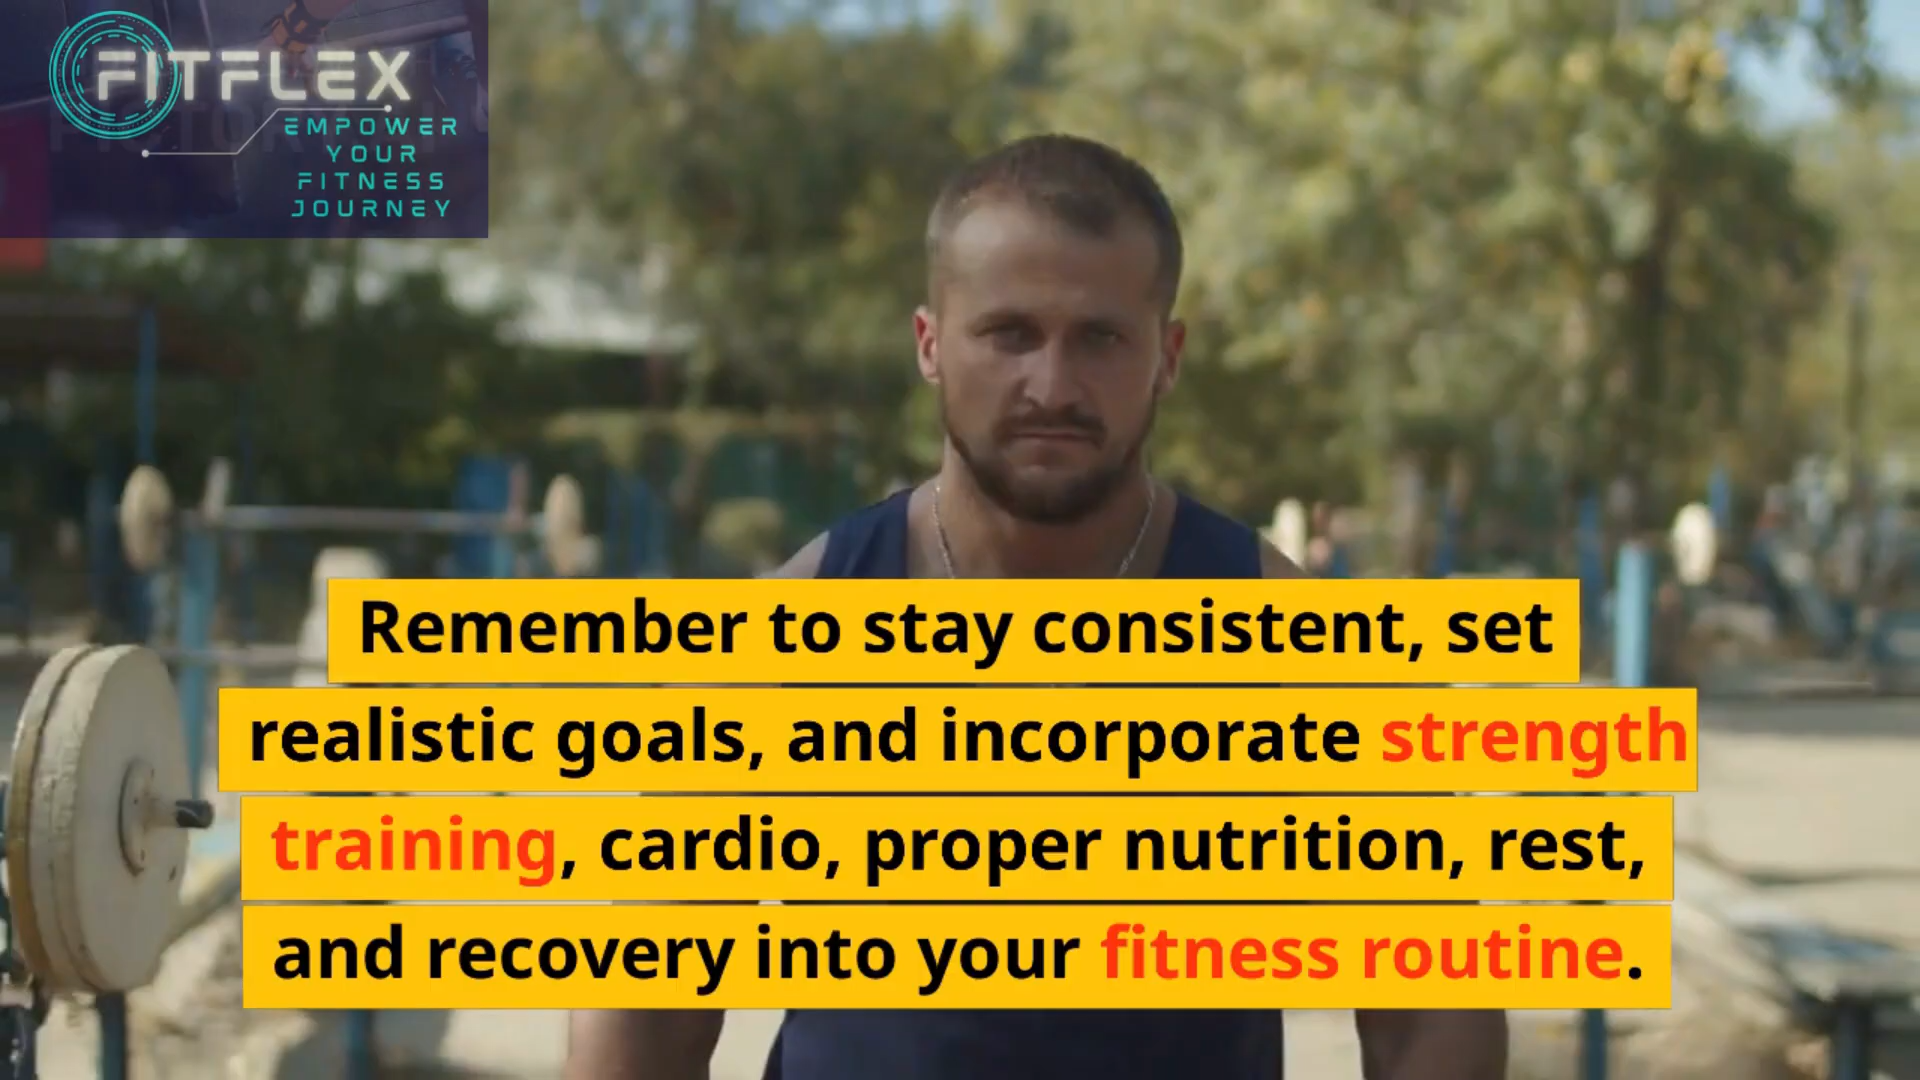 FITFLEX
EMPOWER
YOUR
FITNESS
JOURNEY
Remember to stay consistent, set
realistic goals, and incorporate strength
training, cardio, proper nutrition, rest,
and recovery into your fitness routine.